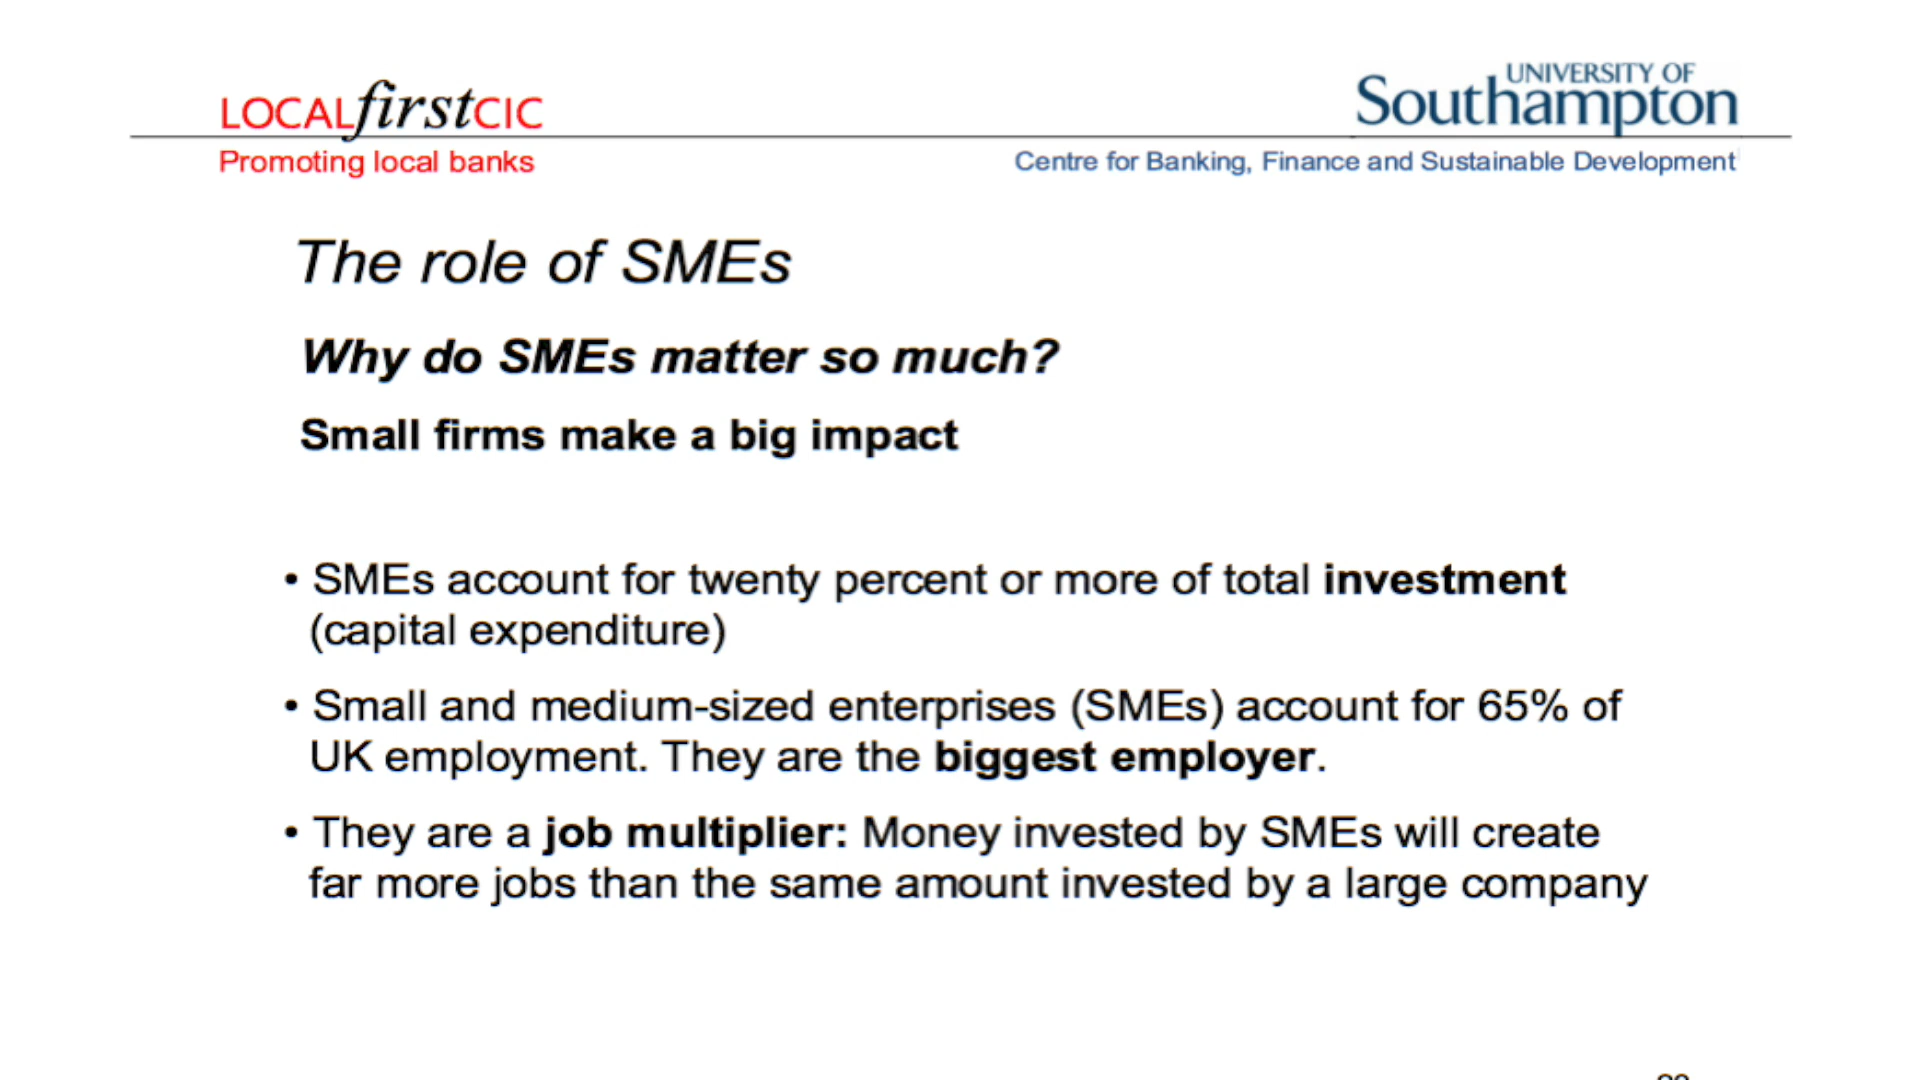 LOCALfirstCIC
Promoting local banks
UNIVERSITY OF
Southampton
Centre for Banking, Finance and Sustainable Development
The role of SMEs
Why do SMEs matter so much?
Small firms make a big impact
• SMEs account for twenty percent or more of total investment
(capital expenditure)
• Small and medium-sized enterprises (SMEs) account for 65% of
UK employment. They are the biggest employer.
• They are a job multiplier: Money invested by SMEs will create
far more jobs than the same amount invested by a large company